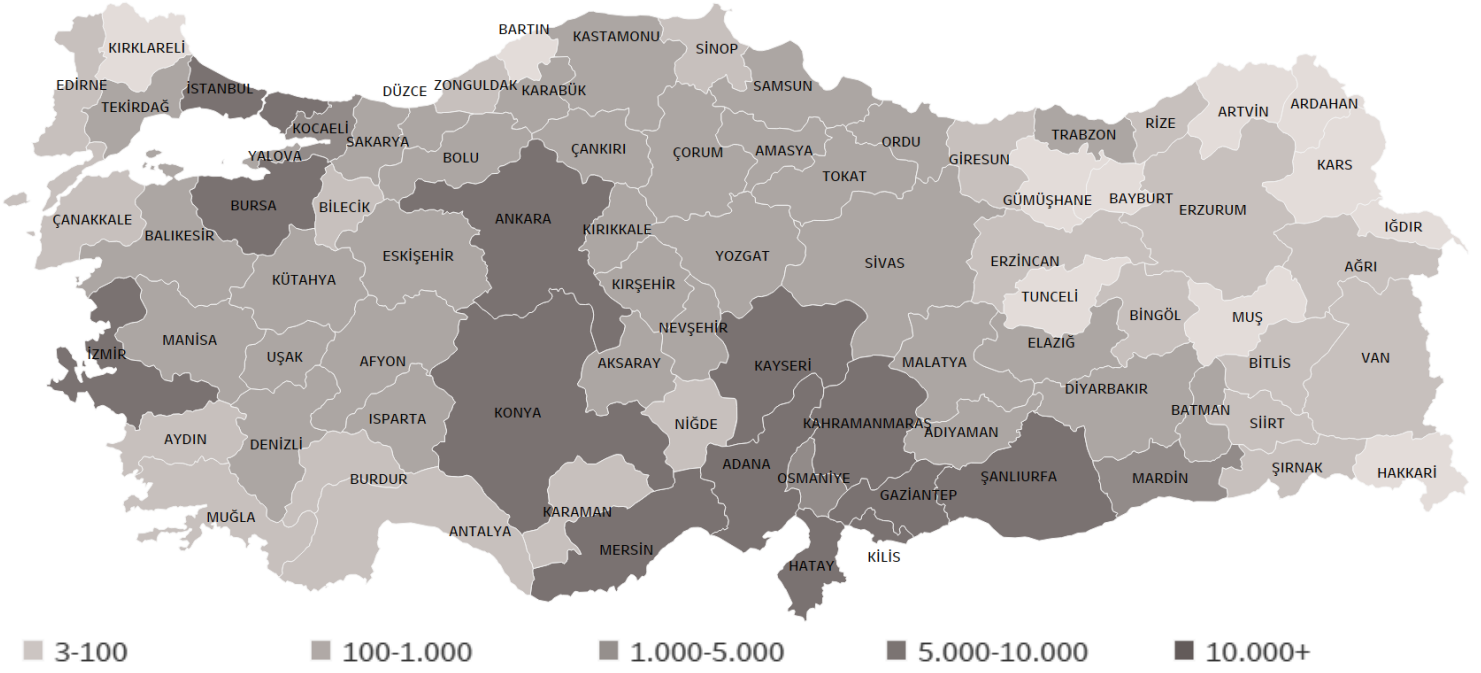 BARTIN
KASTAMONU
SİNOP
KIRKLARELİ
EDİRNE
İSTANBUL
DÜZCE
ZONGULDAK
KARABÜK
SAMSUN
TEKİRDAĞ
ARTVİN
ARDAHAN
KOCAELİ
SAKARYA
TRABZON
RİZE
YALOVA
BOLU
ÇANKIRI
ÇORUM
AMASYA
ORDU
GİRESUN
KARS
TOKAT
ÇANAKKALE
BURSA
BİLECİK
ANKARA
GÜMÜŞHANE
BAYBURT
ERZURUM
BALIKESİR
KIRIKKALE
IĞDIR
ESKİŞEHİR
YOZGAT
SİVAS
ERZİNCAN
AĞRI
KÜTAHYA
KIRŞEHİR
TUNCELİ
MANİSA
NEVŞEHİR
BİNGÖL
MUŞ
ELAZIĞ
İZMİR
UŞAK
AFYON
AKSARAY
KAYSERİ
MALATYA
BİTLİS
VAN
DİYARBAKIR
ISPARTA
KONYA
NİĞDE
KAHRAMANMARAŞ
ADIYAMAN
BATMAN
SİİRT
AYDIN
DENİZLİ
BURDUR
ADANA
OSMANİYE
ŞANLIURFA
MARDİN
ŞIRNAK
HAKKARİ
GAZİANTEP
MUĞLA
ANTALYA
KARAMAN
MERSİN
HATAY
KİLİS
3-100
100-1.000
1.000-5.000
5.000-10.000
10.000+